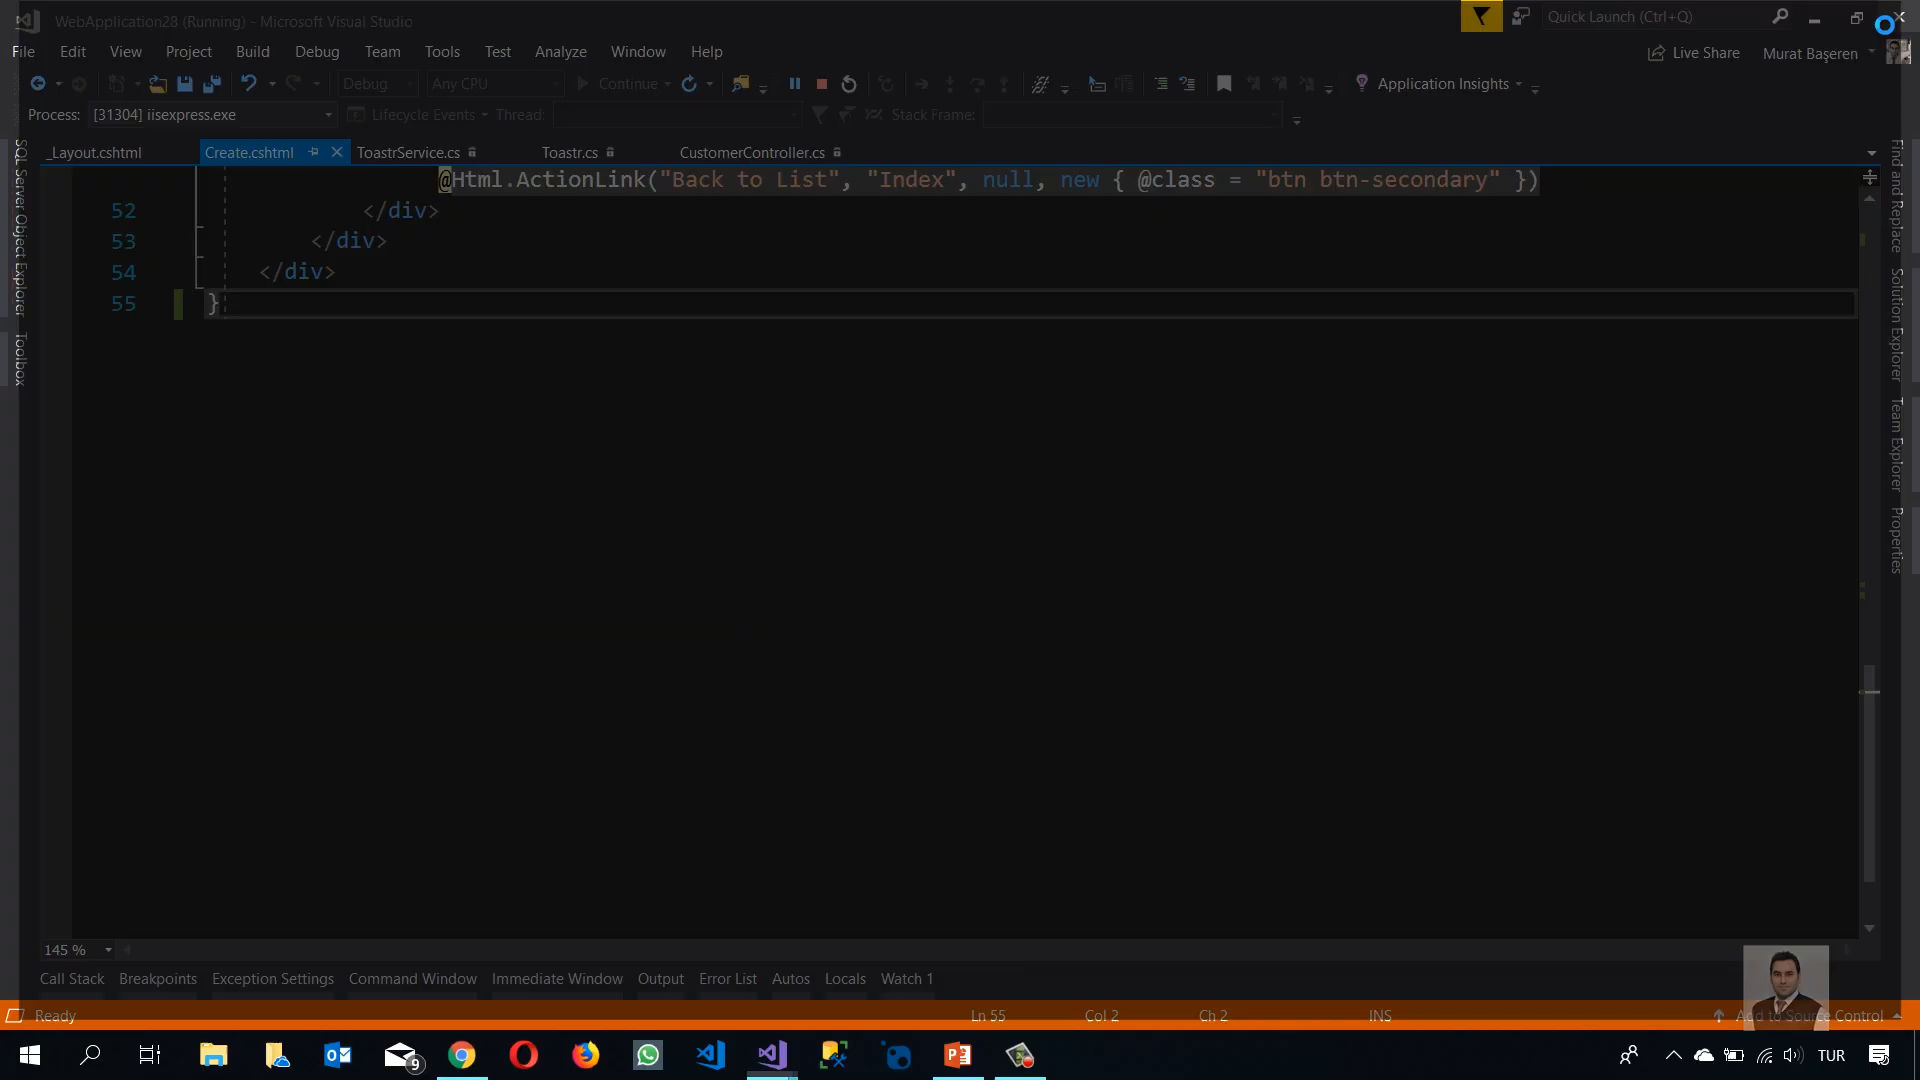 WebApplication28 (Running) - Microsoft Visual Studio
Quick Launch (Ctrl+Q)
File Edit View Project Build Debug Team Tools Test Analyze Window Help
Live Share Murat Başeren
Debug Any CPU Continue Application Insights
Process: [31304] iisexpress.exe Lifecycle Events Thread: Stack Frame:
_Layout.cshtml Create.cshtml ToastrService.cs Toastr.cs CustomerController.cs
@Html.ActionLink("Back to List", "Index", null, new { @class = "btn btn-secondary" })
52 </div>
53 </div>
54 </div>
55 }
SQL Server Object Explorer
Toolbox
Find and Replace
Solution Explorer
Team Explorer
Properties
145 %
Call Stack Breakpoints Exception Settings Command Window Immediate Window Output Error List Autos Locals Watch 1
Ready Ln 55 Col 2 Ch 2 INS Add to Source Control
9 TUR